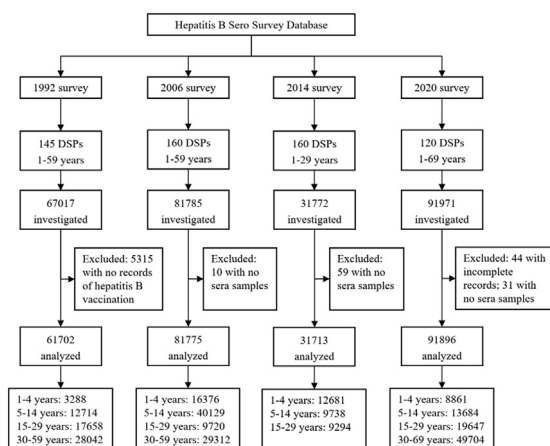 Hepatitis B Sero Survey Database
1992 survey
2006 survey
2014 survey
2020 survey
145 DSPs
1-59 years
160 DSPs
1-59 years
160 DSPs
1-29 years
120 DSPs
1-69 years
67017
investigated
81785
investigated
31772
investigated
91971
investigated
Excluded: 5315
with no records
of hepatitis B
vaccination
Excluded:
10 with no
sera samples
Excluded:
59 with no
sera samples
Excluded: 44 with
incomplete
records; 31 with
no sera samples
61702
analyzed
81775
analyzed
31713
analyzed
91896
analyzed
1-4 years: 3288
5-14 years: 12714
15-29 years: 17658
30-59 years: 28042
1-4 years: 16376
5-14 years: 40129
15-29 years: 9720
30-59 years: 29312
1-4 years: 12681
5-14 years: 9738
15-29 years: 9294
1-4 years: 8861
5-14 years: 13684
15-29 years: 19647
30-69 years: 49704